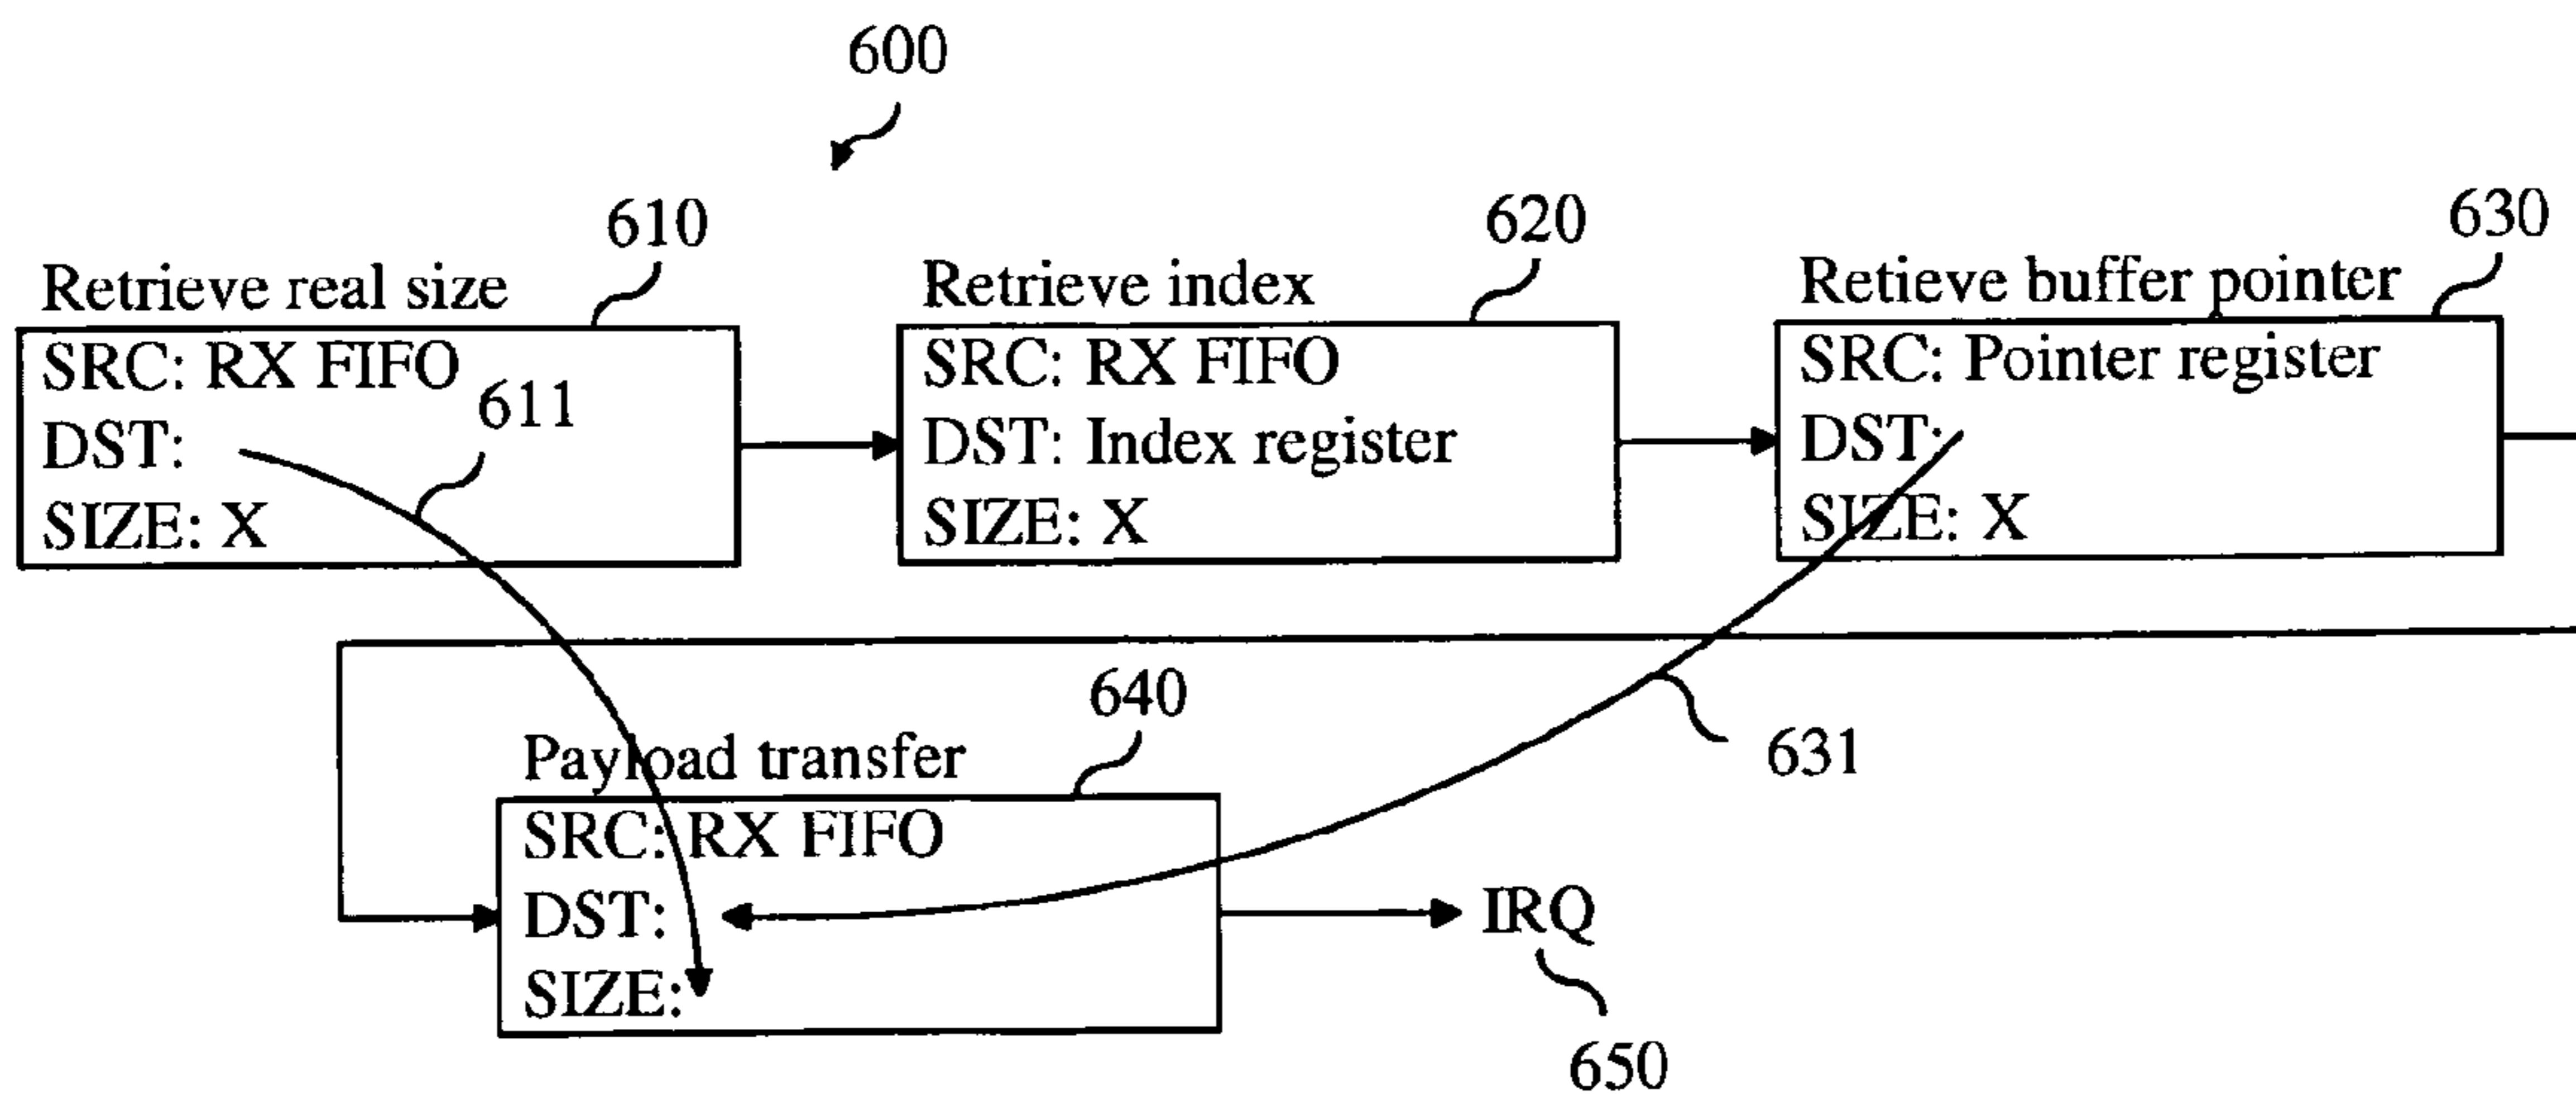 600
610
620
630
Retrieve real size
Retrieve index
Retieve buffer pointer
SRC: RX FIFO
DST:
SIZE: X
611
SRC: RX FIFO
DST: Index register
SIZE: X
SRC: Pointer register
DST:
SIZE: X
640
631
Payload transfer
SRC: RX FIFO
DST:
SIZE:
IRQ
650